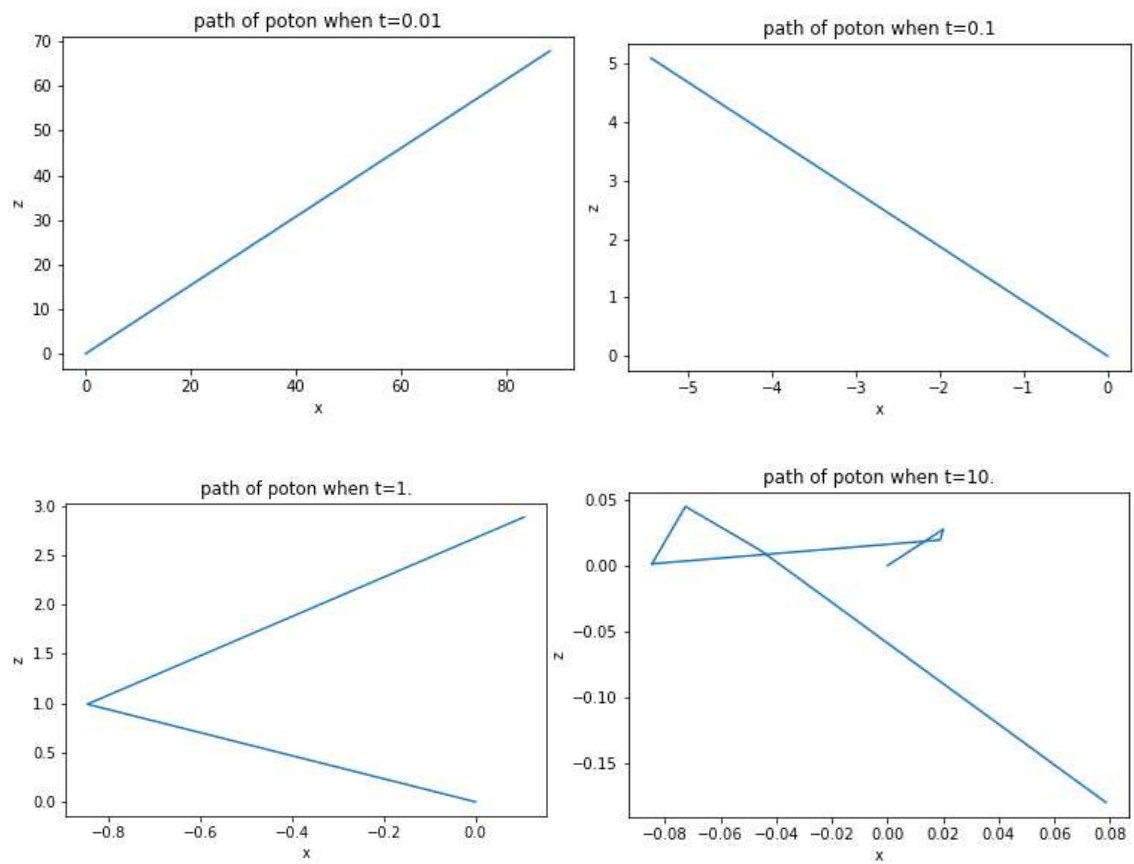 path of poton when t=0.01
70
60
50
40
30
20
10
0
z
0 20 40 60 80
x
path of poton when t=0.1
5
4
3
2
1
0
z
−5 −4 −3 −2 −1 0
x
path of poton when t=1.
3.0
2.5
2.0
1.5
1.0
0.5
0.0
z
−0.8 −0.6 −0.4 −0.2 0.0
x
path of poton when t=10.
0.05
0.00
−0.05
−0.10
−0.15
z
−0.08 −0.06 −0.04 −0.02 0.00 0.02 0.04 0.06 0.08
x